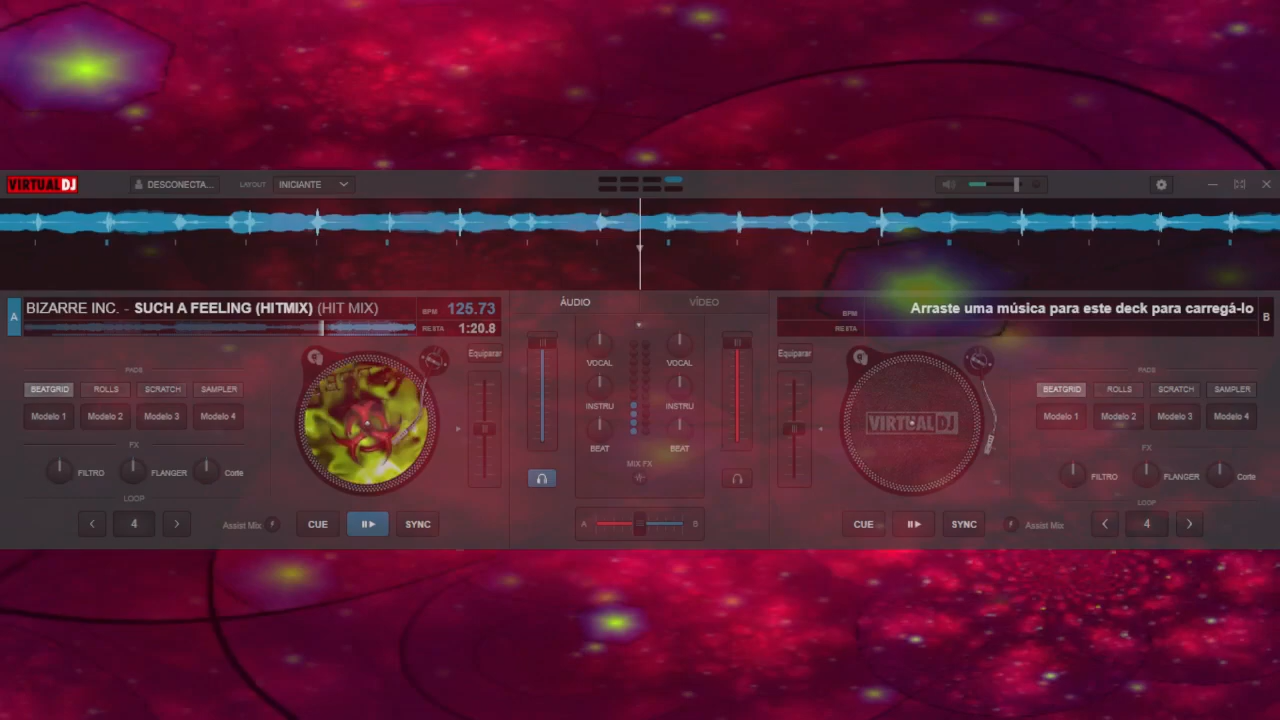 VIRTUAL DJ DESCONECTA... LAYOUT INICIANTE
A BIZARRE INC. - SUCH A FEELING (HITMIX) (HIT MIX) BPM 125.73
RESTA 1:20.8
ÁUDIO VÍDEO
Arraste uma música para este deck para carregá-lo B
BPM
RESTA
Equiparar
PADS
BEATGRID ROLLS SCRATCH SAMPLER
Modelo 1 Modelo 2 Modelo 3 Modelo 4
FX
FILTRO FLANGER Corte
LOOP
4
Assist Mix CUE SYNC
VOCAL VOCAL
INSTRU INSTRU
BEAT BEAT
MIX FX
A B
Equiparar
VIRTUAL DJ
PADS
BEATGRID ROLLS SCRATCH SAMPLER
Modelo 1 Modelo 2 Modelo 3 Modelo 4
FX
FILTRO FLANGER Corte
LOOP
CUE SYNC Assist Mix 4